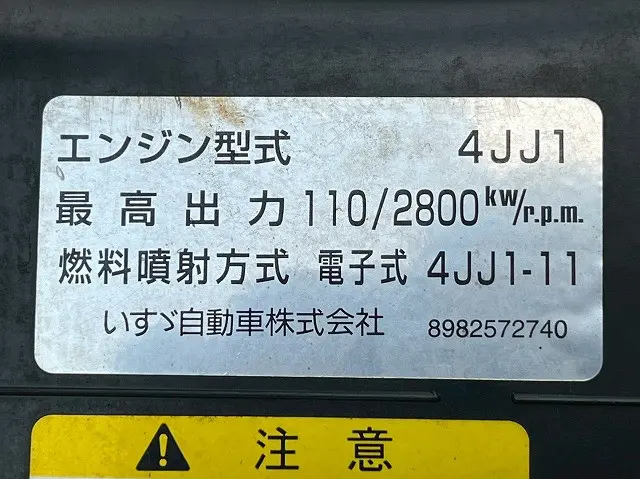 エンジン型式 4JJ1
最高出力 110/2800 kW/r.p.m.
燃料噴射方式 電子式 4JJ1-11
いすゞ自動車株式会社 8982572740
注意